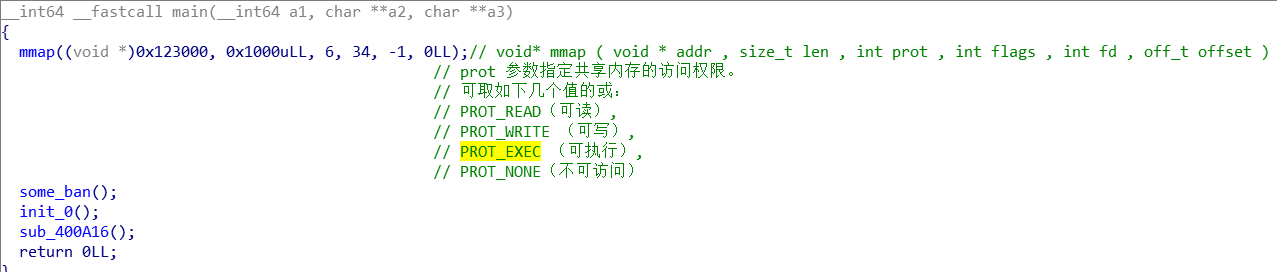 __int64 __fastcall main(__int64 a1, char **a2, char **a3)
{
mmap((void *)0x123000, 0x1000uLL, 6, 34, -1, 0LL);// void* mmap ( void * addr , size_t len , int prot , int flags , int fd , off_t offset )
// prot 参数指定共享内存的访问权限。
// 可取如下几个值的或：
// PROT_READ（可读）,
// PROT_WRITE （可写）,
// PROT_EXEC （可执行）,
// PROT_NONE（不可访问）
some_ban();
init_0();
sub_400A16();
return 0LL;
}